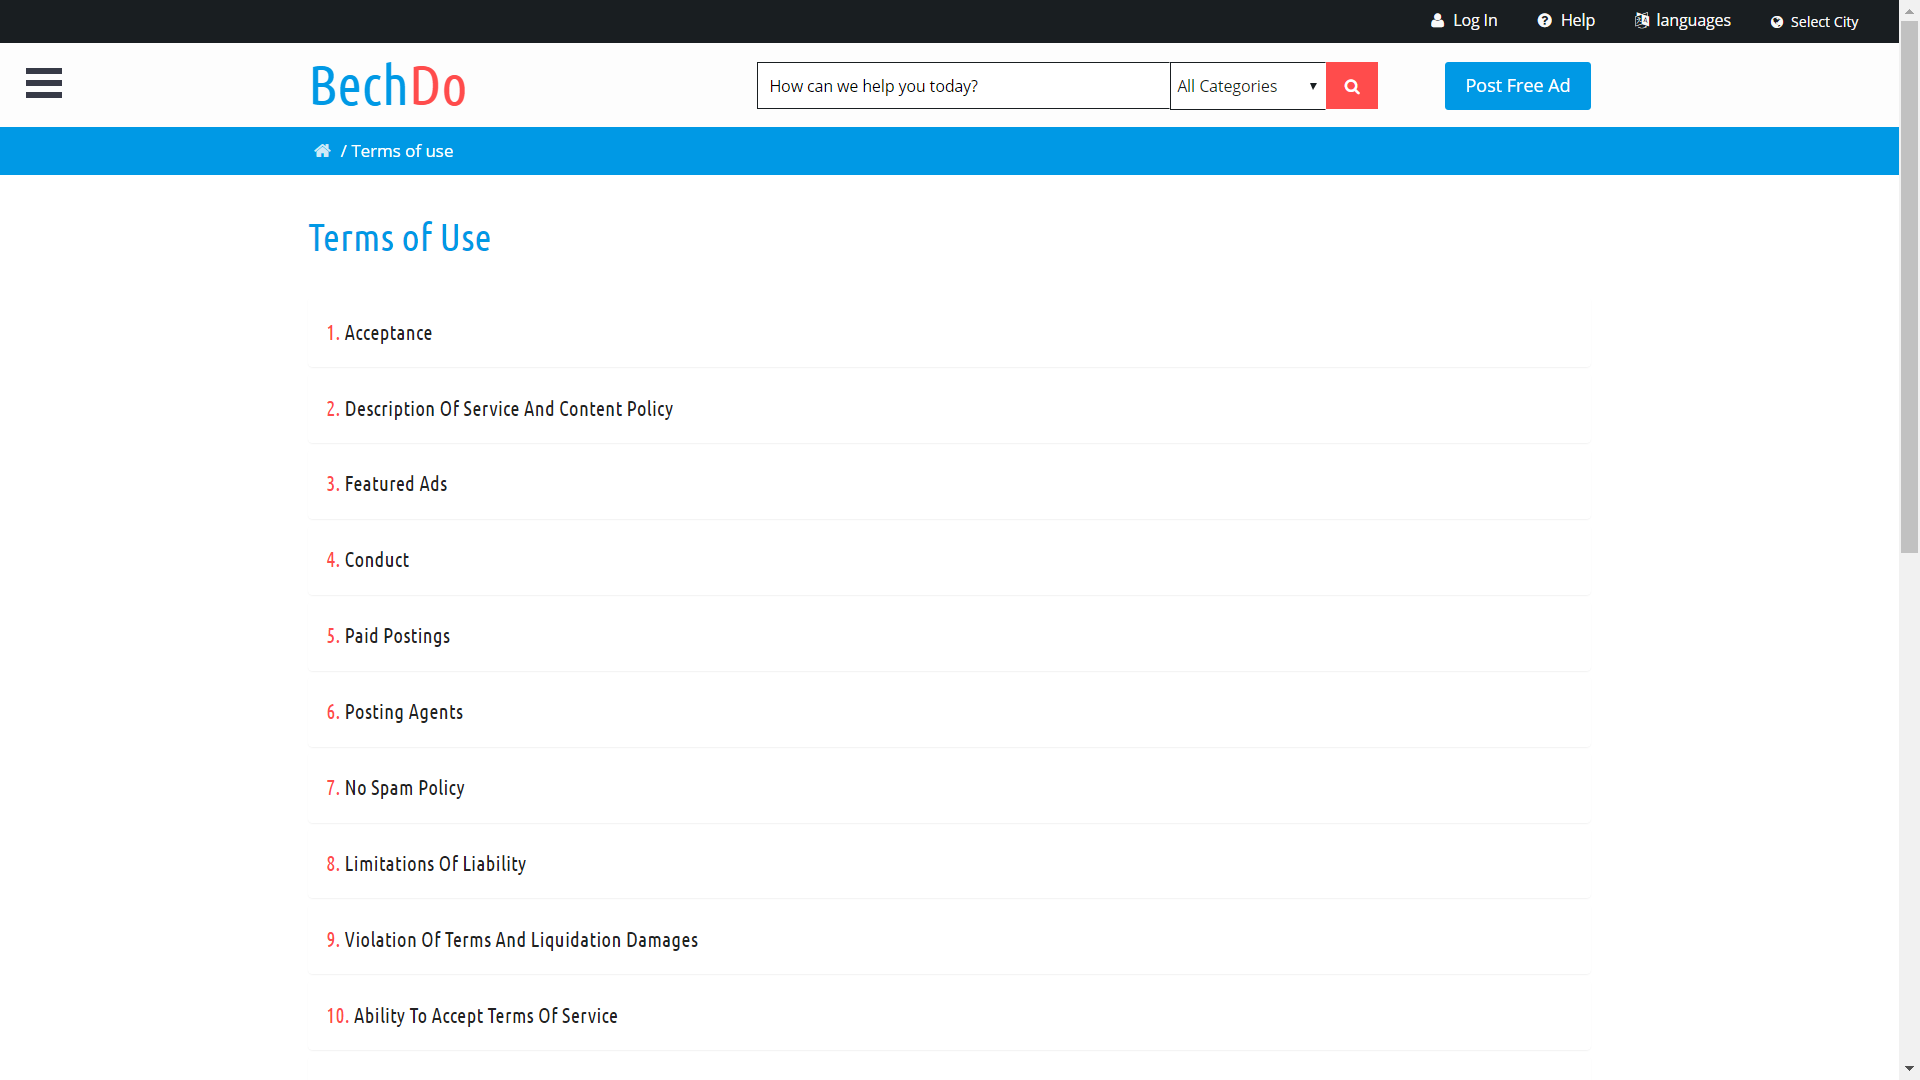 Log In Help languages Select City
BechDo How can we help you today? All Categories Post Free Ad
/ Terms of use
Terms of Use
1. Acceptance
2. Description Of Service And Content Policy
3. Featured Ads
4. Conduct
5. Paid Postings
6. Posting Agents
7. No Spam Policy
8. Limitations Of Liability
9. Violation Of Terms And Liquidation Damages
10. Ability To Accept Terms Of Service